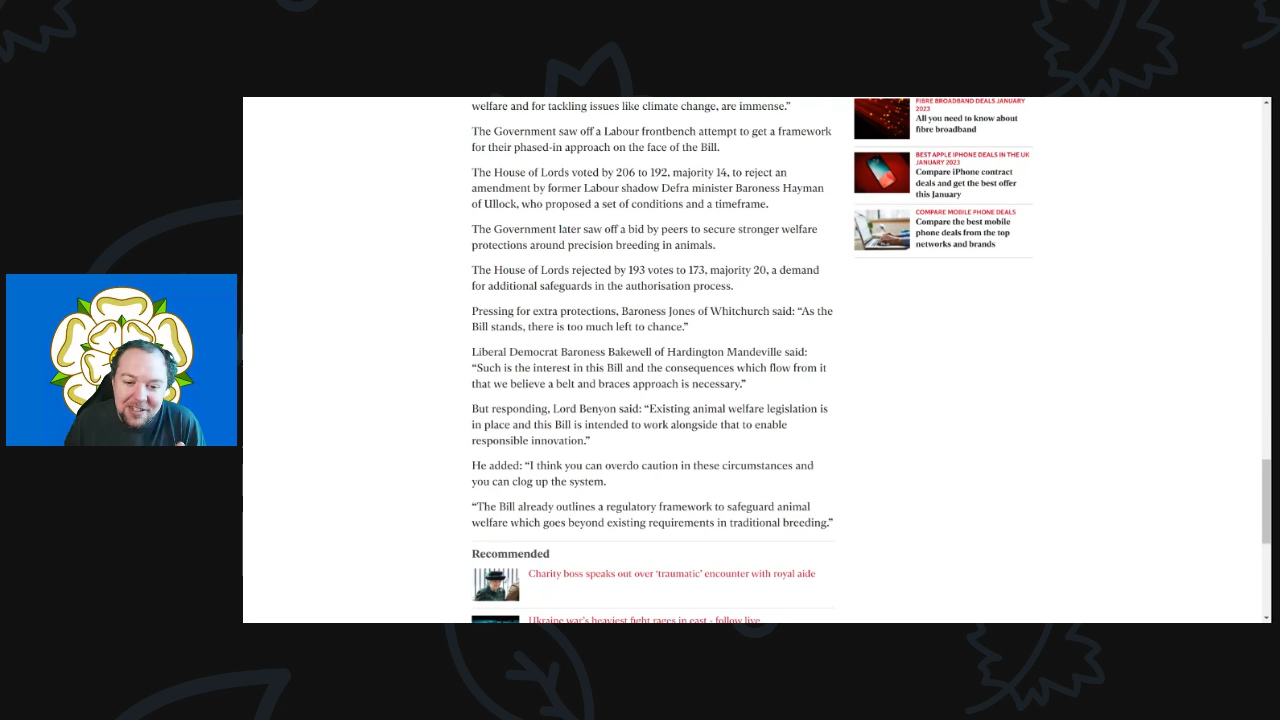 welfare and for tackling issues like climate change, are immense.”
The Government saw off a Labour frontbench attempt to get a framework
for their phased-in approach on the face of the Bill.
The House of Lords voted by 206 to 192, majority 14, to reject an
amendment by former Labour shadow Defra minister Baroness Hayman
of Ullock, who proposed a set of conditions and a timeframe.
The Government later saw off a bid by peers to secure stronger welfare
protections around precision breeding in animals.
The House of Lords rejected by 193 votes to 173, majority 20, a demand
for additional safeguards in the authorisation process.
Pressing for extra protections, Baroness Jones of Whitchurch said: “As the
Bill stands, there is too much left to chance.”
Liberal Democrat Baroness Bakewell of Hardington Mandeville said:
“Such is the interest in this Bill and the consequences which flow from it
that we believe a belt and braces approach is necessary.”
But responding, Lord Benyon said: “Existing animal welfare legislation is
in place and this Bill is intended to work alongside that to enable
responsible innovation.”
He added: “I think you can overdo caution in these circumstances and
you can clog up the system.
“The Bill already outlines a regulatory framework to safeguard animal
welfare which goes beyond existing requirements in traditional breeding.”
Recommended
Charity boss speaks out over ‘traumatic’ encounter with royal aide
Ukraine war’s heaviest fight rages in east - follow live
FIBRE BROADBAND DEALS JANUARY
2023
All you need to know about
fibre broadband
BEST APPLE IPHONE DEALS IN THE UK
JANUARY 2023
Compare iPhone contract
deals and get the best offer
this January
COMPARE MOBILE PHONE DEALS
Compare the best mobile
phone deals from the top
networks and brands